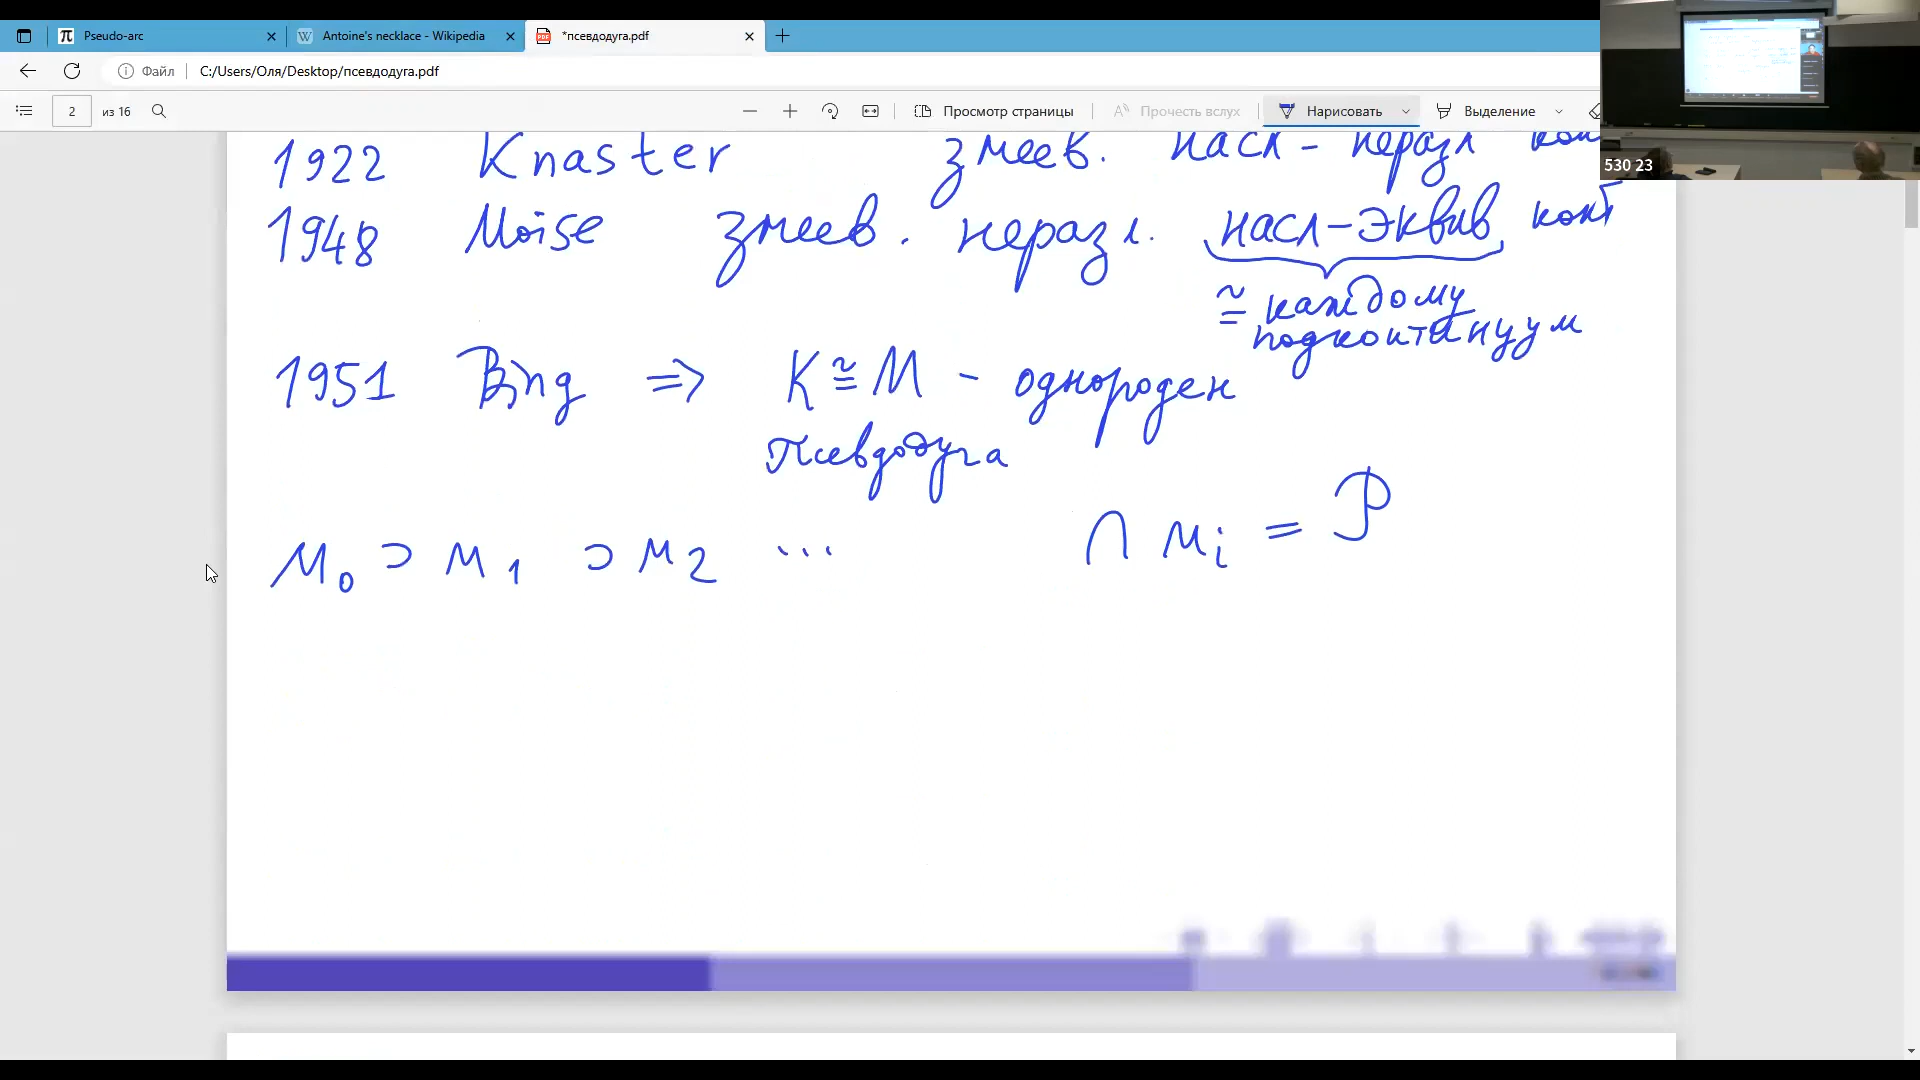 Pseudo-arc
Antoine's necklace - Wikipedia
*псевдодуга.pdf
Файл C:/Users/Оля/Desktop/псевдодуга.pdf
2 из 16 Просмотр страницы Прочесть вслух Нарисовать Выделение
530 23
1922 Knaster змеев. насл-неразл
1948 Moise змеев. неразл. насл-эквив конт
≅ каждому
подконтинуум
1951 Bing ⇒ K ≅ M - однороден
псевдодуга
M₀ ⊃ M₁ ⊃ M₂ ... ∩ Mᵢ = P